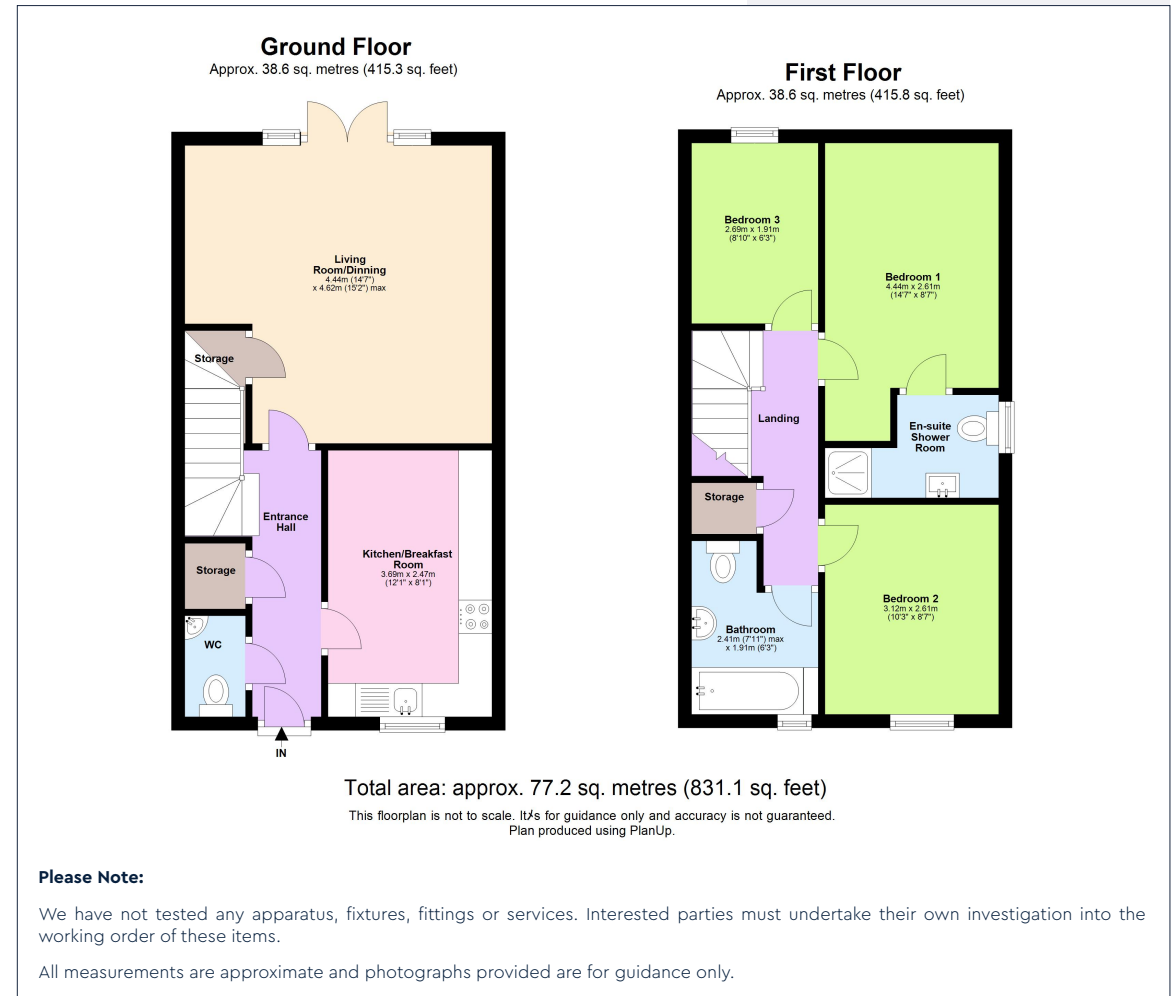 Ground Floor
Approx. 38.6 sq. metres (415.3 sq. feet)
Living
Room/Dinning
4.44m (14'7")
x 4.62m (15'2") max
Storage
Entrance
Hall
Kitchen/Breakfast
Room
3.69m x 2.47m
(12'1" x 8'1")
Storage
WC
IN
First Floor
Approx. 38.6 sq. metres (415.8 sq. feet)
Bedroom 3
2.69m x 1.91m
(8'10" x 6'3")
Bedroom 1
4.44m x 2.61m
(14'7" x 8'7")
Landing
En-suite
Shower
Room
Storage
Bedroom 2
3.12m x 2.61m
(10'3" x 8'7")
Bathroom
2.41m (7'11") max
x 1.91m (6'3")
Total area: approx. 77.2 sq. metres (831.1 sq. feet)
This floorplan is not to scale. It's for guidance only and accuracy is not guaranteed.
Plan produced using PlanUp.
Please Note:
We have not tested any apparatus, fixtures, fittings or services. Interested parties must undertake their own investigation into the
working order of these items.
All measurements are approximate and photographs provided are for guidance only.